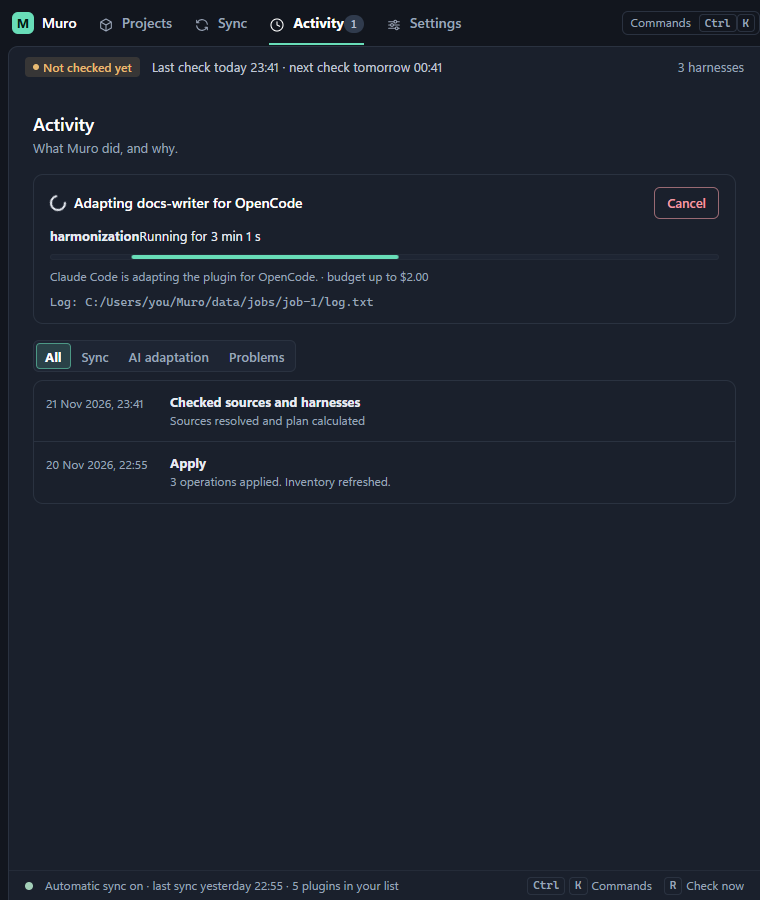 M Muro Projects Sync Activity 1 Settings Commands Ctrl K
Not checked yet Last check today 23:41 · next check tomorrow 00:41 3 harnesses
Activity
What Muro did, and why.
Adapting docs-writer for OpenCode Cancel
harmonizationRunning for 3 min 1 s
Claude Code is adapting the plugin for OpenCode. · budget up to $2.00
Log: C:/Users/you/Muro/data/jobs/job-1/log.txt
All Sync AI adaptation Problems
21 Nov 2026, 23:41 Checked sources and harnesses
Sources resolved and plan calculated
20 Nov 2026, 22:55 Apply
3 operations applied. Inventory refreshed.
Automatic sync on · last sync yesterday 22:55 · 5 plugins in your list Ctrl K Commands R Check now